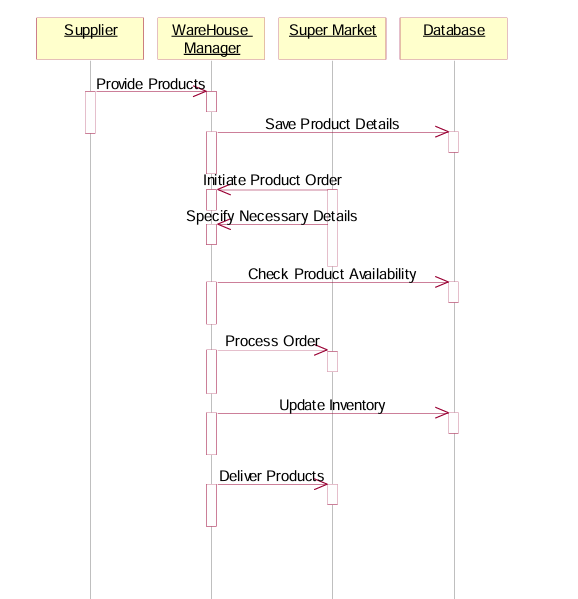 Supplier
WareHouse
Manager
Super Market
Database
Provide Products
Save Product Details
Initiate Product Order
Specify Necessary Details
Check Product Availability
Process Order
Update Inventory
Deliver Products